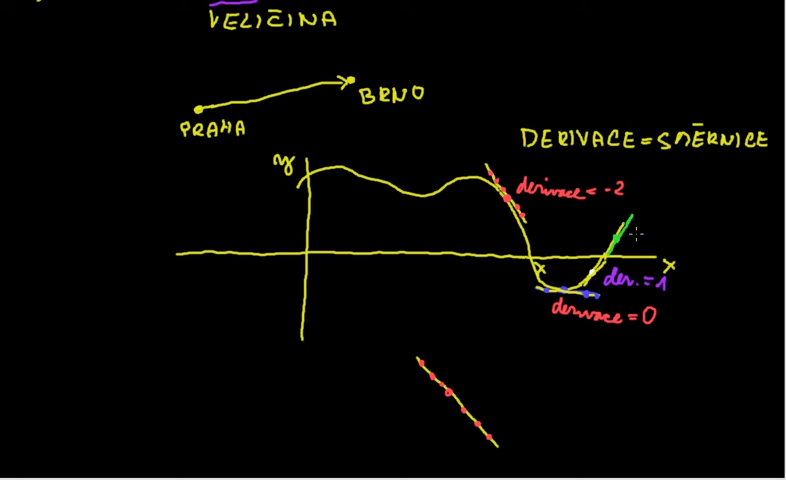 VELIČINA
BRNO
PRAHA
DERIVACE = SMĚRNICE
y
derivace = -2
x
x
der. = 1
derivace = 0